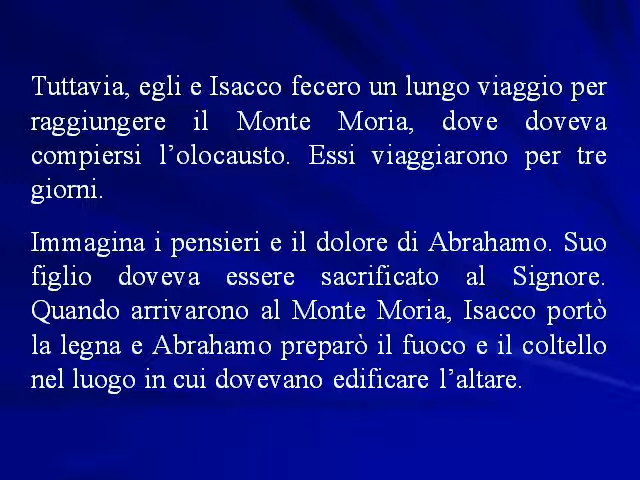 Tuttavia, egli e Isacco fecero un lungo viaggio per
raggiungere il Monte Moria, dove doveva
compiersi l’olocausto. Essi viaggiarono per tre
giorni.
Immagina i pensieri e il dolore di Abrahamo. Suo
figlio doveva essere sacrificato al Signore.
Quando arrivarono al Monte Moria, Isacco portò
la legna e Abrahamo preparò il fuoco e il coltello
nel luogo in cui dovevano edificare l’altare.